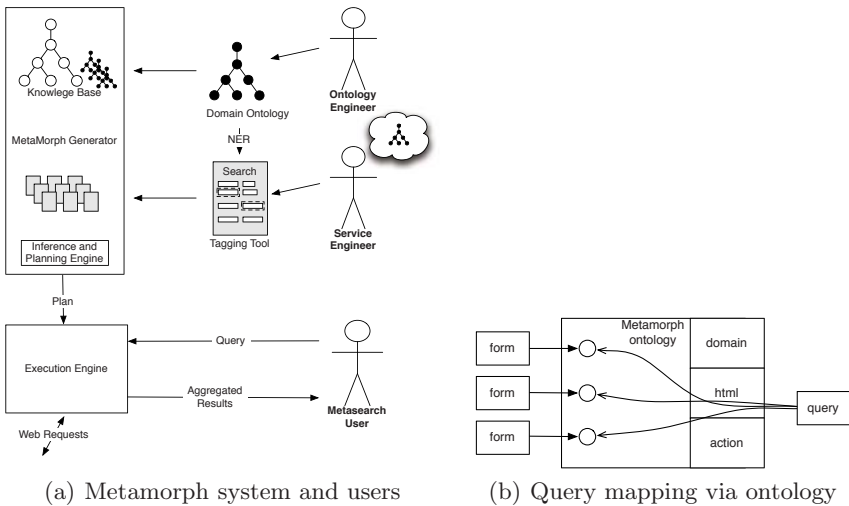 Knowlege Base
MetaMorph Generator
Inference and
Planning Engine
Domain Ontology
NER
Search
Tagging Tool
Ontology
Engineer
Service
Engineer
Plan
Execution Engine
Query
Aggregated
Results
Metasearch
User
Web Requests
(a) Metamorph system and users
form
form
form
Metamorph
ontology
domain
html
action
query
(b) Query mapping via ontology